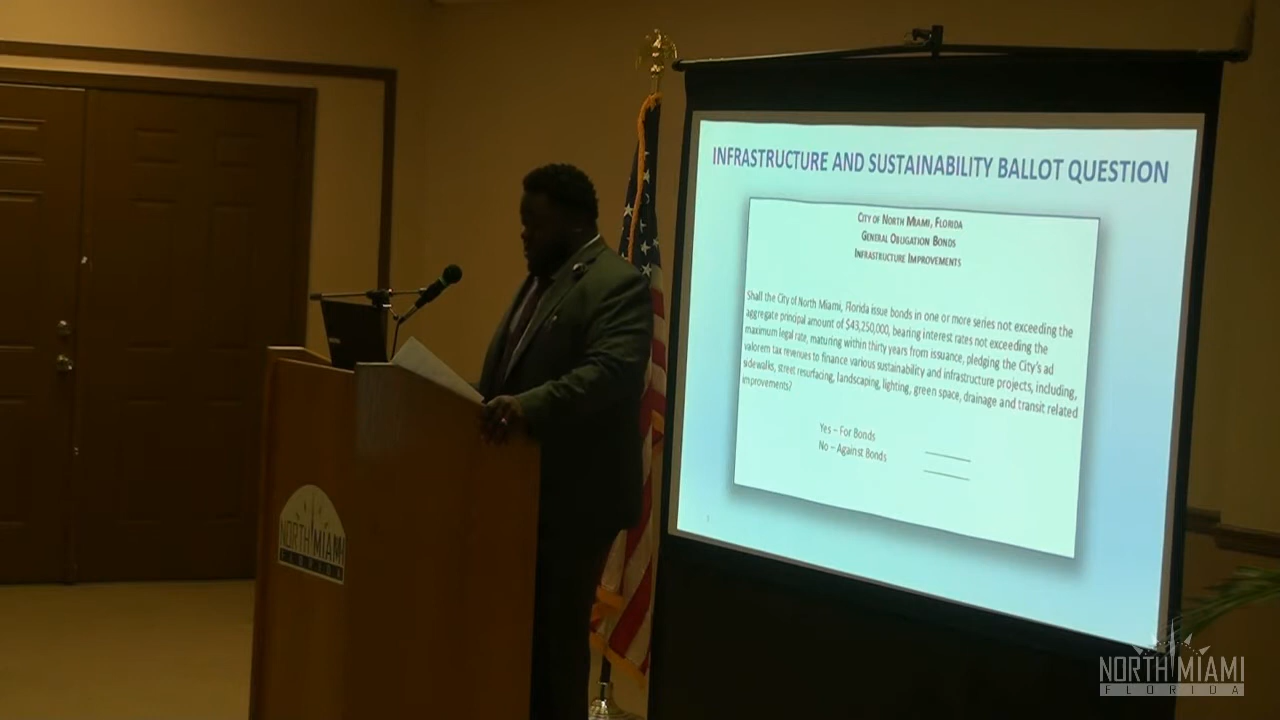 INFRASTRUCTURE AND SUSTAINABILITY BALLOT QUESTION
CITY OF NORTH MIAMI, FLORIDA
GENERAL OBLIGATION BONDS
INFRASTRUCTURE IMPROVEMENTS
Shall the City of North Miami, Florida issue bonds in one or more series not exceeding the
aggregate principal amount of $43,250,000, bearing interest rates not exceeding the
maximum legal rate, maturing within thirty years from issuance, pledging the City's ad
valorem tax revenues to finance various sustainability and infrastructure projects, including,
sidewalks, street resurfacing, landscaping, lighting, green space, drainage and transit related
improvements?
Yes – For Bonds
No – Against Bonds
NORTH MIAMI
FLORIDA
NORTH MIAMI
FLORIDA